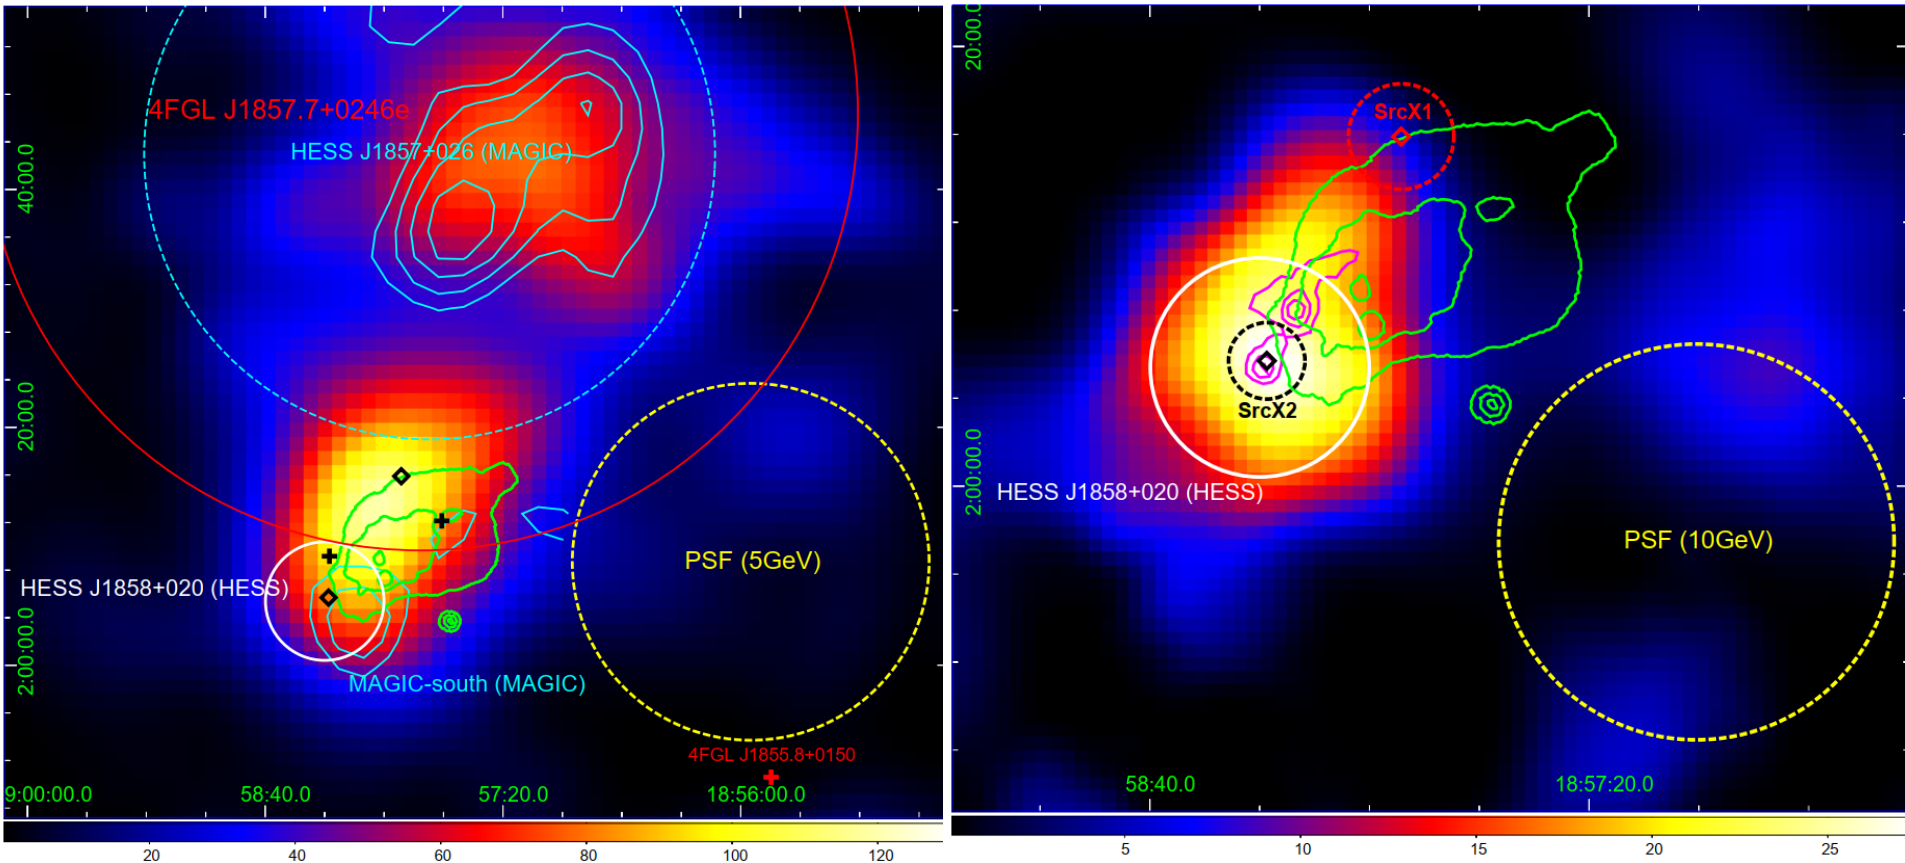 4FGL J1857.7+0246e
HESS J1857+026 (MAGIC)
40:00.0
20:00.0
2:00:00.0
HESS J1858+020 (HESS)
MAGIC-south (MAGIC)
PSF (5GeV)
4FGL J1855.8+0150
9:00:00.0
58:40.0
57:20.0
18:56:00.0
20
40
60
80
100
120
20:00.0
SrcX1
SrcX2
2:00:00.0
HESS J1858+020 (HESS)
PSF (10GeV)
58:40.0
18:57:20.0
5
10
15
20
25